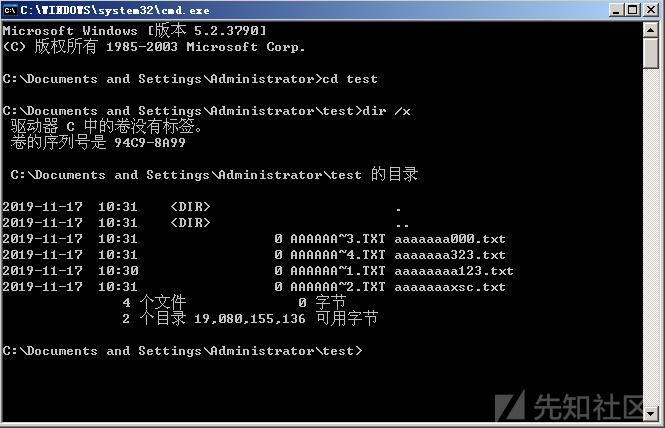 C:\WINDOWS\system32\cmd.exe
Microsoft Windows [版本 5.2.3790]
(C) 版权所有 1985-2003 Microsoft Corp.
C:\Documents and Settings\Administrator>cd test
C:\Documents and Settings\Administrator\test>dir /x
驱动器 C 中的卷没有标签。
卷的序列号是 94C9-8A99
C:\Documents and Settings\Administrator\test 的目录
2019-11-17  10:31    <DIR>                       .
2019-11-17  10:31    <DIR>                       ..
2019-11-17  10:31                 0 AAAAAA~3.TXT aaaaaaa000.txt
2019-11-17  10:31                 0 AAAAAA~4.TXT aaaaaaa323.txt
2019-11-17  10:30                 0 AAAAAA~1.TXT aaaaaaaa123.txt
2019-11-17  10:31                 0 AAAAAA~2.TXT aaaaaaaxsc.txt
4 个文件              0 字节
2 个目录 19,080,155,136 可用字节
C:\Documents and Settings\Administrator\test>
先知社区